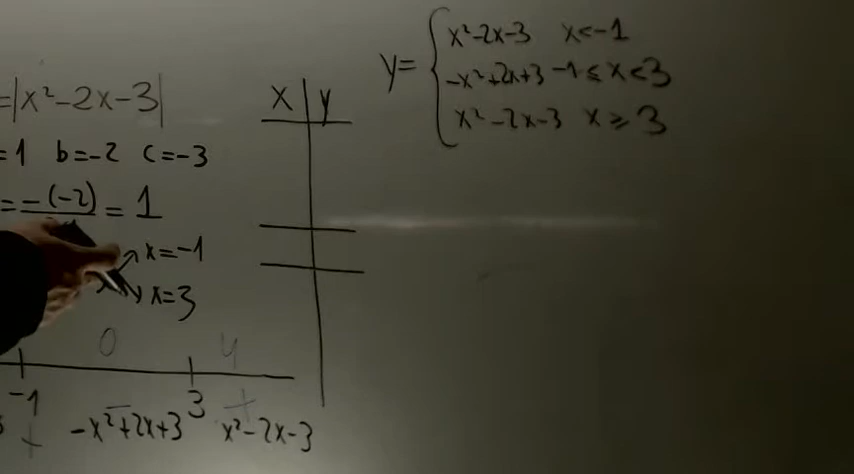 y = { x²-2x-3 x<-1
-x²+2x+3 -1≤x<3
x²-2x-3 x≥3
=|x²-2x-3|
x | y
=1 b=-2 c=-3
= -(-2) = 1
x=-1
x=3
0 4
-1 3
- +
+ -x²+2x+3 x²-2x-3